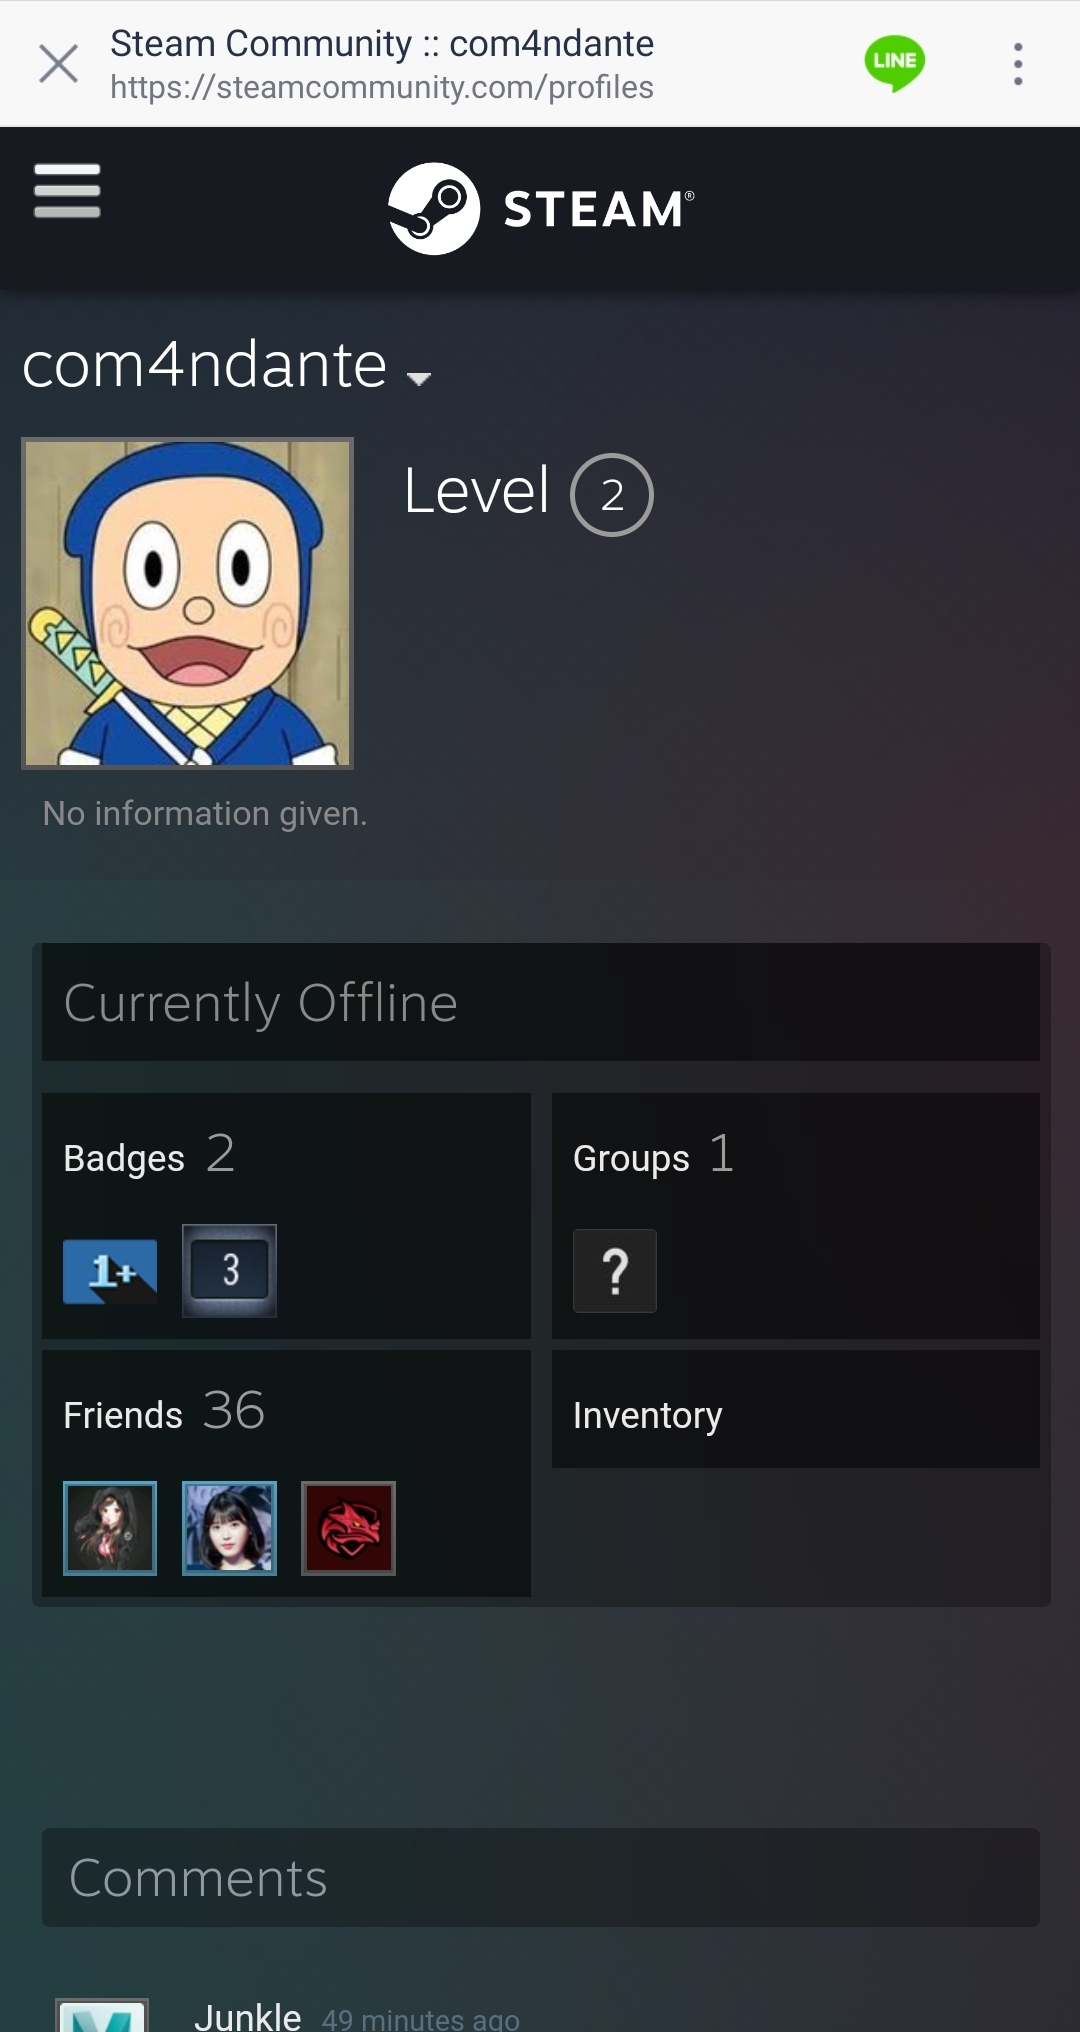 Steam Community :: com4ndante
https://steamcommunity.com/profiles
LINE
STEAM®
com4ndante
Level 2
No information given.
Currently Offline
Badges 2
1+
3
Groups 1
?
Friends 36
Inventory
Comments
Junkle 49 minutes ago